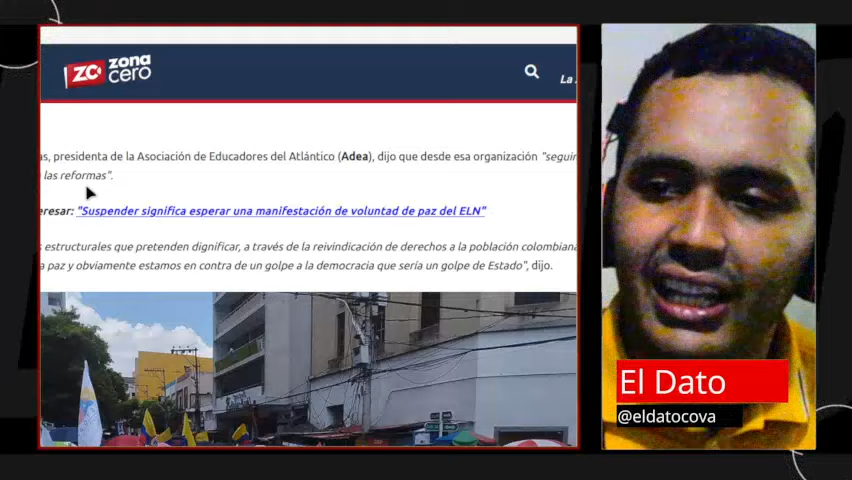 ZC zona
cero
La
as, presidenta de la Asociación de Educadores del Atlántico (Adea), dijo que desde esa organización "seguir
las reformas".
eresar: "Suspender significa esperar una manifestación de voluntad de paz del ELN"
s estructurales que pretenden dignificar, a través de la reivindicación de derechos a la población colombiana
a paz y obviamente estamos en contra de un golpe a la democracia que sería un golpe de Estado", dijo.
El Dato
@eldatocova